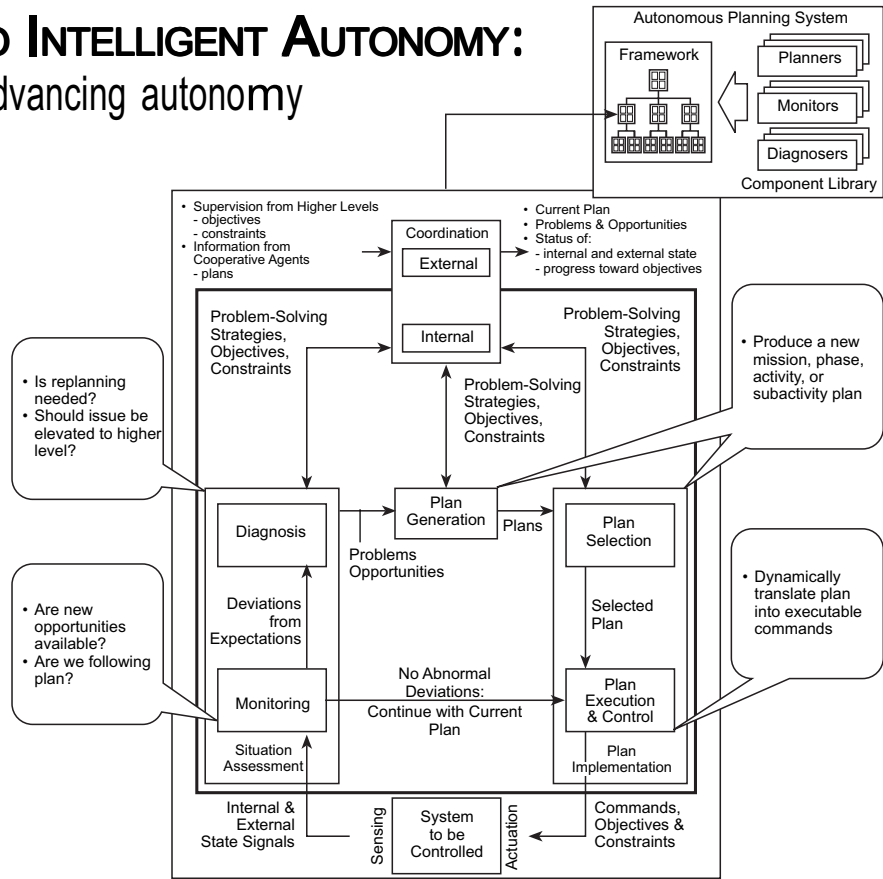 INTELLIGENT AUTONOMY:
advancing autonomy
Autonomous Planning System
Framework
Planners
Monitors
Diagnosers
Component Library
• Supervision from Higher Levels
- objectives
- constraints
• Information from
Cooperative Agents
- plans
Coordination
External
Internal
• Current Plan
• Problems & Opportunities
• Status of:
- internal and external state
- progress toward objectives
Problem-Solving
Strategies,
Objectives,
Constraints
Problem-Solving
Strategies,
Objectives,
Constraints
Problem-Solving
Strategies,
Objectives,
Constraints
• Is replanning
needed?
• Should issue be
elevated to higher
level?
• Produce a new
mission, phase,
activity, or
subactivity plan
Diagnosis
Problems
Opportunities
Plan
Generation
Plans
Plan
Selection
• Are new
opportunities
available?
• Are we following
plan?
Deviations
from
Expectations
Selected
Plan
• Dynamically
translate plan
into executable
commands
Monitoring
No Abnormal
Deviations:
Continue with Current
Plan
Plan
Execution
& Control
Situation
Assessment
Plan
Implementation
Internal &
External
State Signals
Sensing
System
to be
Controlled
Actuation
Commands,
Objectives &
Constraints